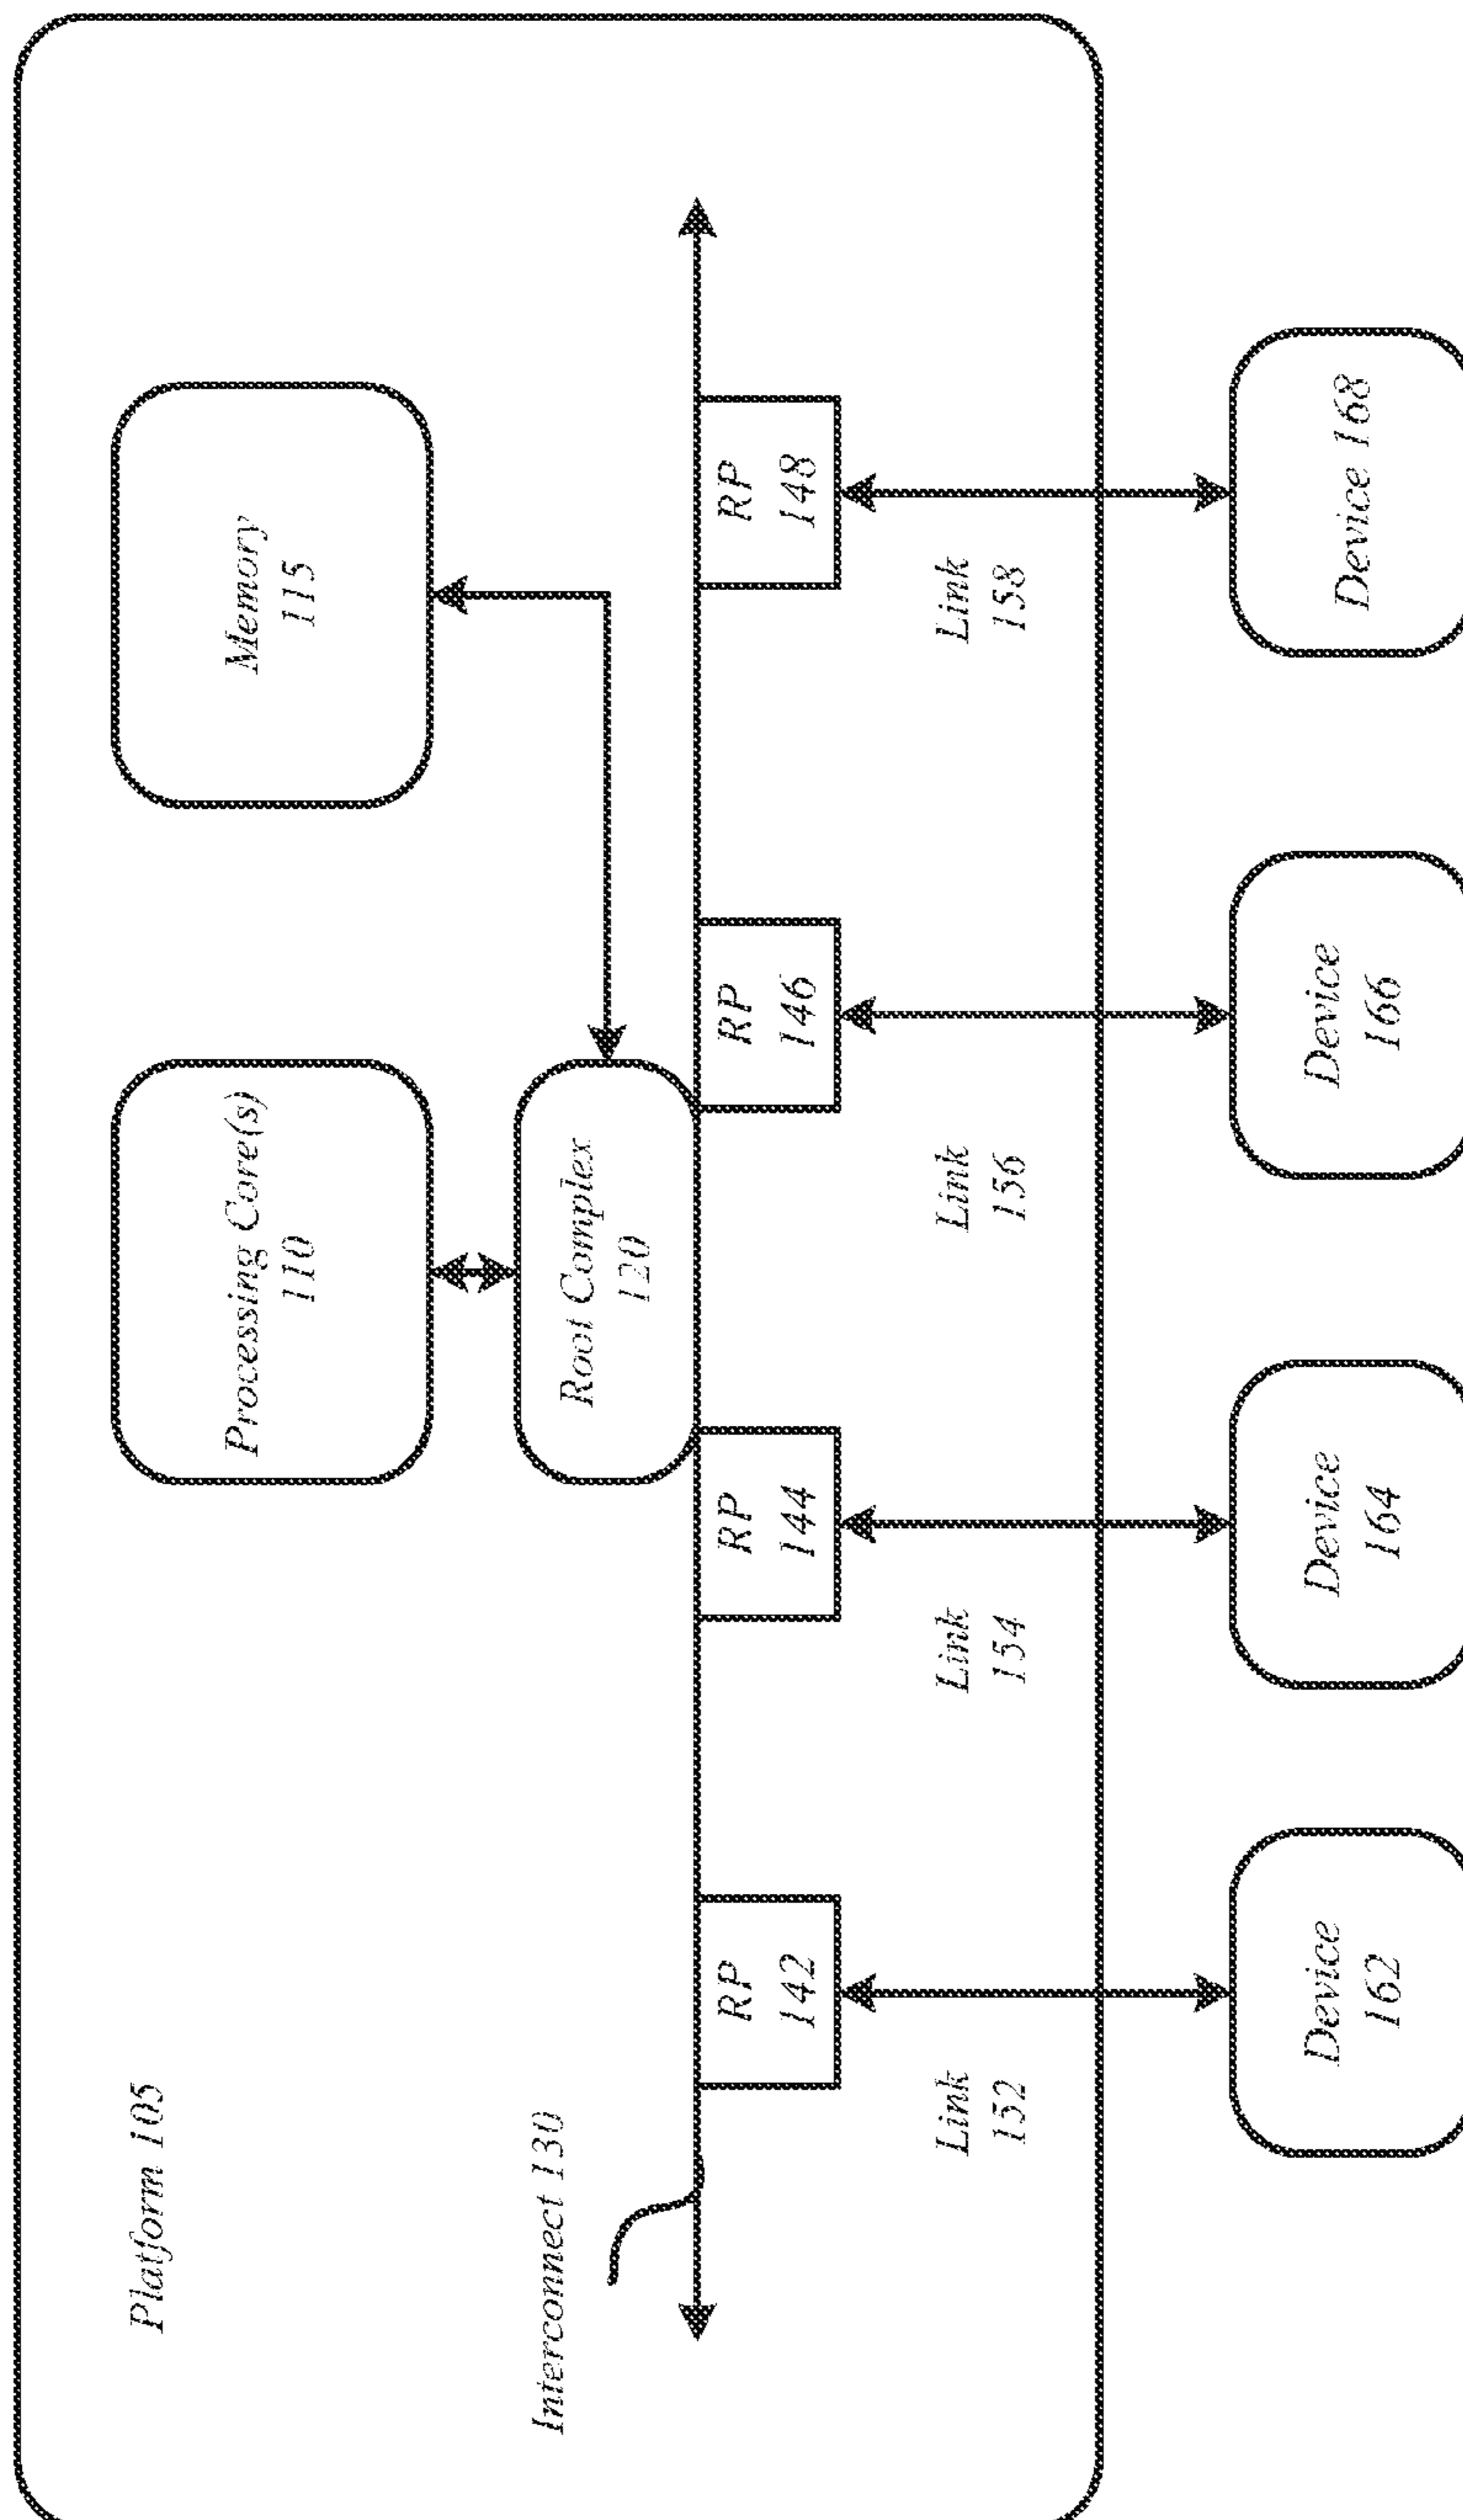 Platform 105
Processing Core(s)
110
Memory
115
Interconnect 130
Root Complex
120
RP
142
RP
144
RP
146
RP
148
Link
152
Link
154
Link
156
Link
158
Device
162
Device
164
Device
166
Device 168